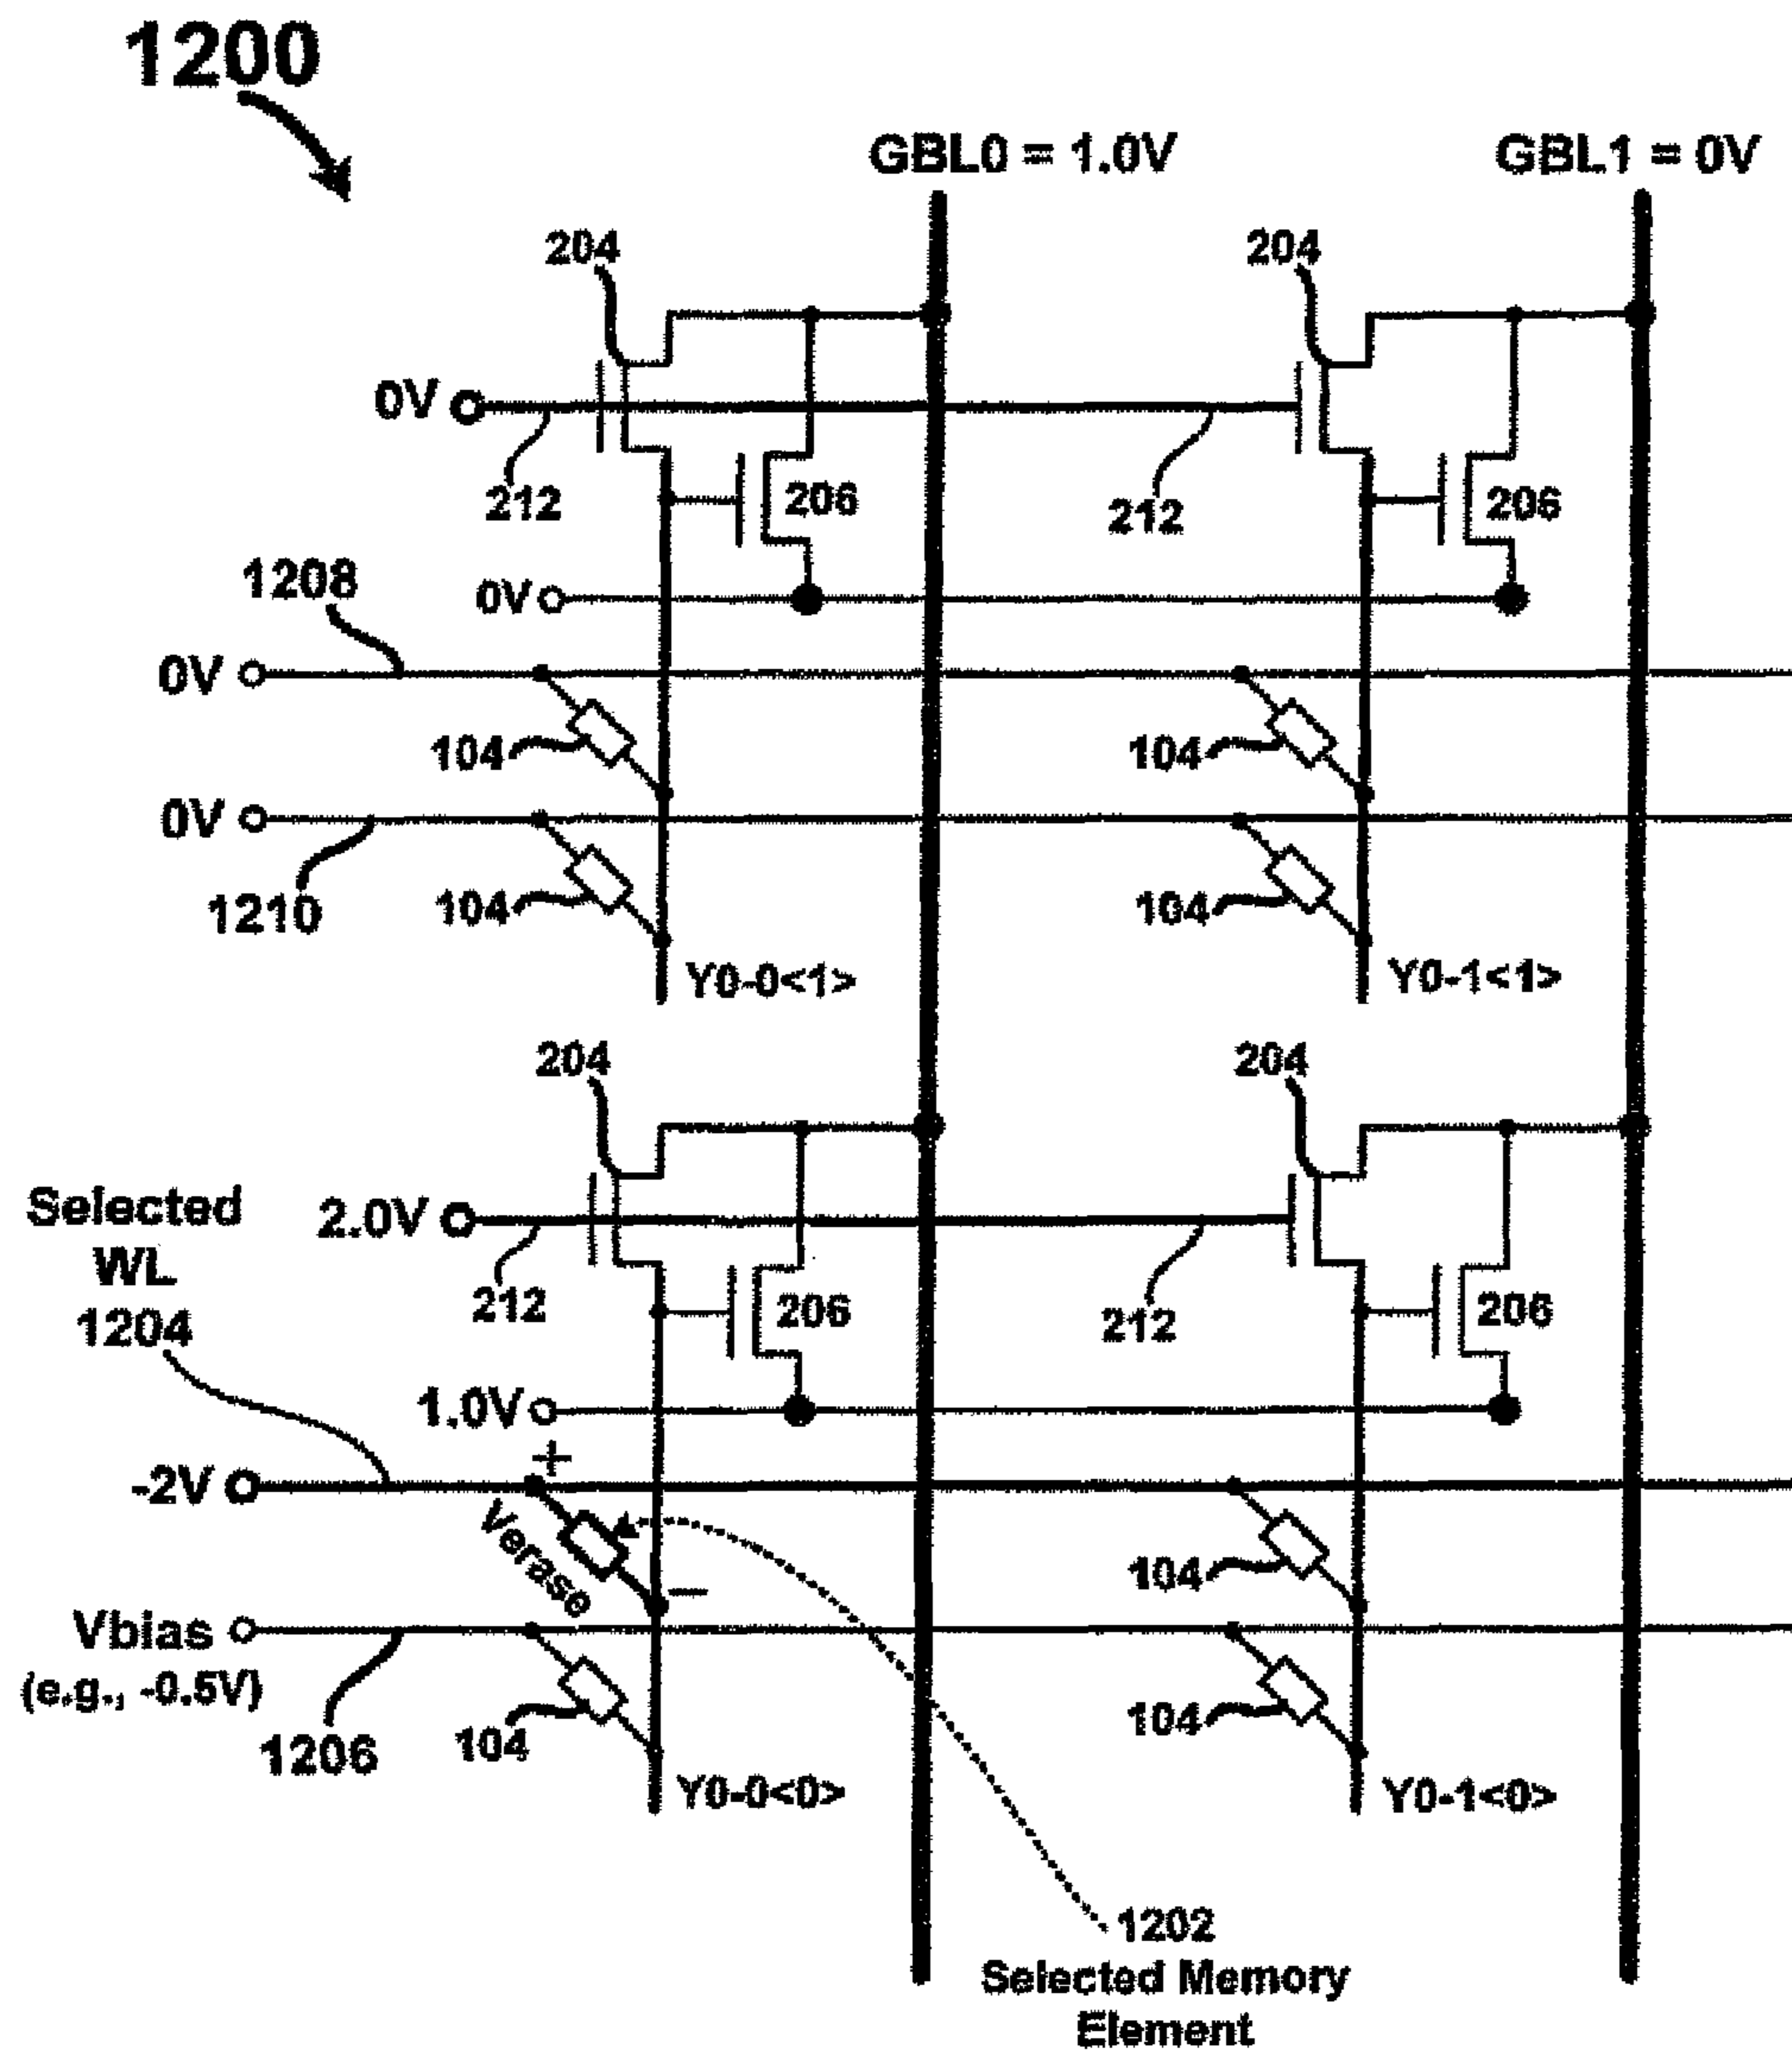 1200
GBL0 = 1.0V
GBL1 = 0V
204
204
0V
212
206
212
206
1208
0V
0V
104
104
0V
1210
104
104
Y0-0<1>
Y0-1<1>
204
204
Selected
WL
1204
2.0V
212
206
212
206
1.0V
+
-2V
Verase
−
104
Vbias
(e.g., -0.5V)
1206
104
104
Y0-0<0>
Y0-1<0>
1202
Selected Memory
Element